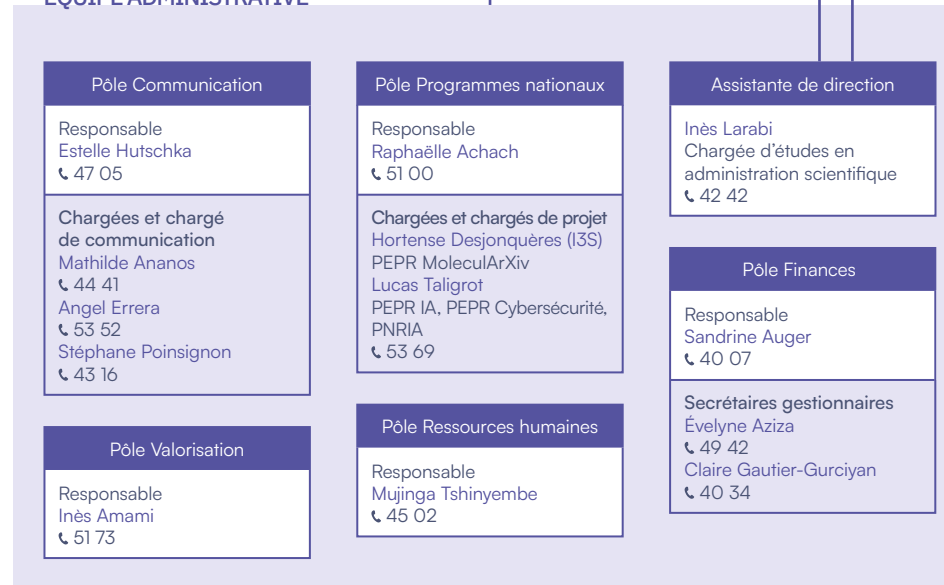 ÉQUIPE ADMINISTRATIVE
Pôle Communication
Responsable
Estelle Hutschka
47 05
Chargées et chargé
de communication
Mathilde Ananos
44 41
Angel Errera
53 52
Stéphane Poinsignon
43 16
Pôle Valorisation
Responsable
Inès Amami
51 73
Pôle Programmes nationaux
Responsable
Raphaëlle Achach
51 00
Chargées et chargés de projet
Hortense Desjonquères (I3S)
PEPR MoleculArXiv
Lucas Taligrot
PEPR IA, PEPR Cybersécurité,
PNRIA
53 69
Pôle Ressources humaines
Responsable
Mujinga Tshinyembe
45 02
Assistante de direction
Inès Larabi
Chargée d’études en
administration scientifique
42 42
Pôle Finances
Responsable
Sandrine Auger
40 07
Secrétaires gestionnaires
Évelyne Aziza
49 42
Claire Gautier-Gurciyan
40 34